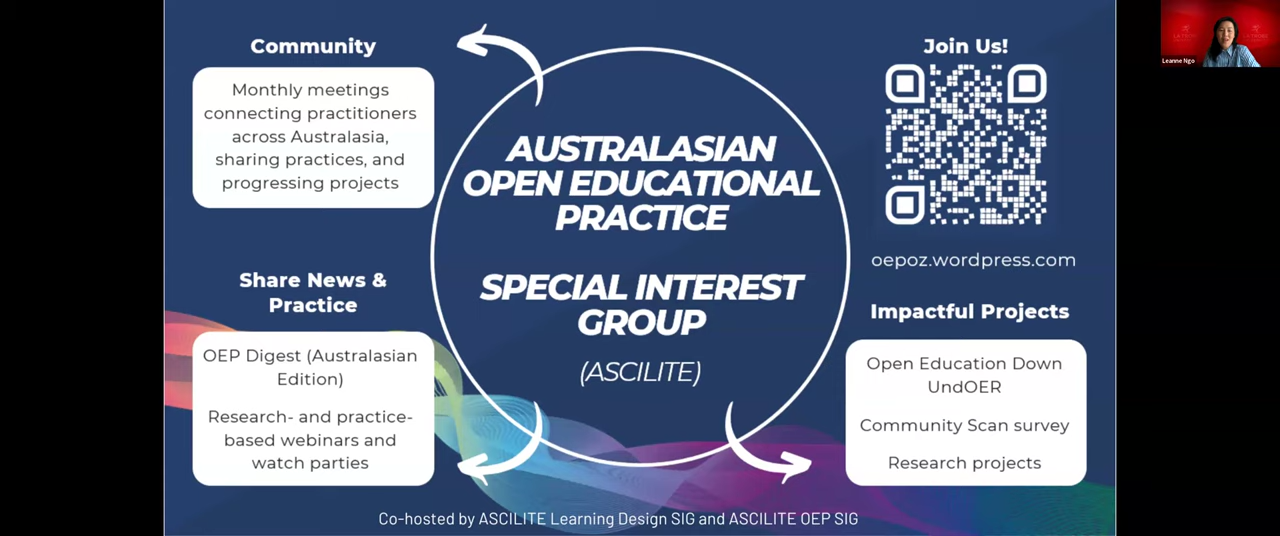 Community
Monthly meetings
connecting practitioners
across Australasia,
sharing practices, and
progressing projects
Share News &
Practice
OEP Digest (Australasian
Edition)
Research- and practice-
based webinars and
watch parties
AUSTRALASIAN
OPEN EDUCATIONAL
PRACTICE
SPECIAL INTEREST
GROUP
(ASCILITE)
Join Us!
oepoz.wordpress.com
Impactful Projects
Open Education Down
UndOER
Community Scan survey
Research projects
Co-hosted by ASCILITE Learning Design SIG and ASCILITE OEP SIG
Leanne Ngo